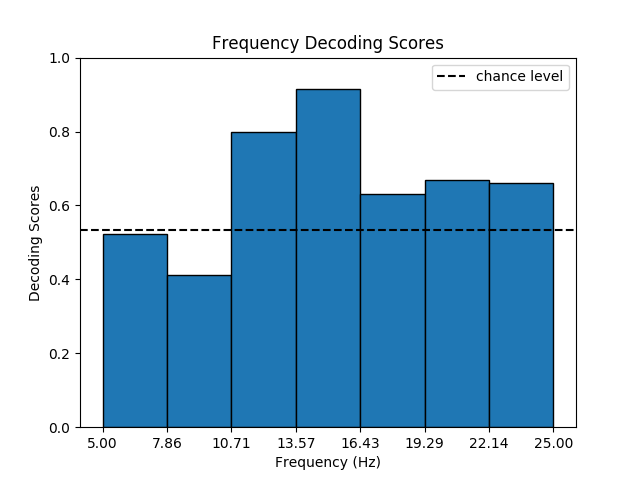 Frequency Decoding Scores
chance level
1.0
0.8
0.6
0.4
0.2
0.0
Decoding Scores
5.00 7.86 10.71 13.57 16.43 19.29 22.14 25.00
Frequency (Hz)